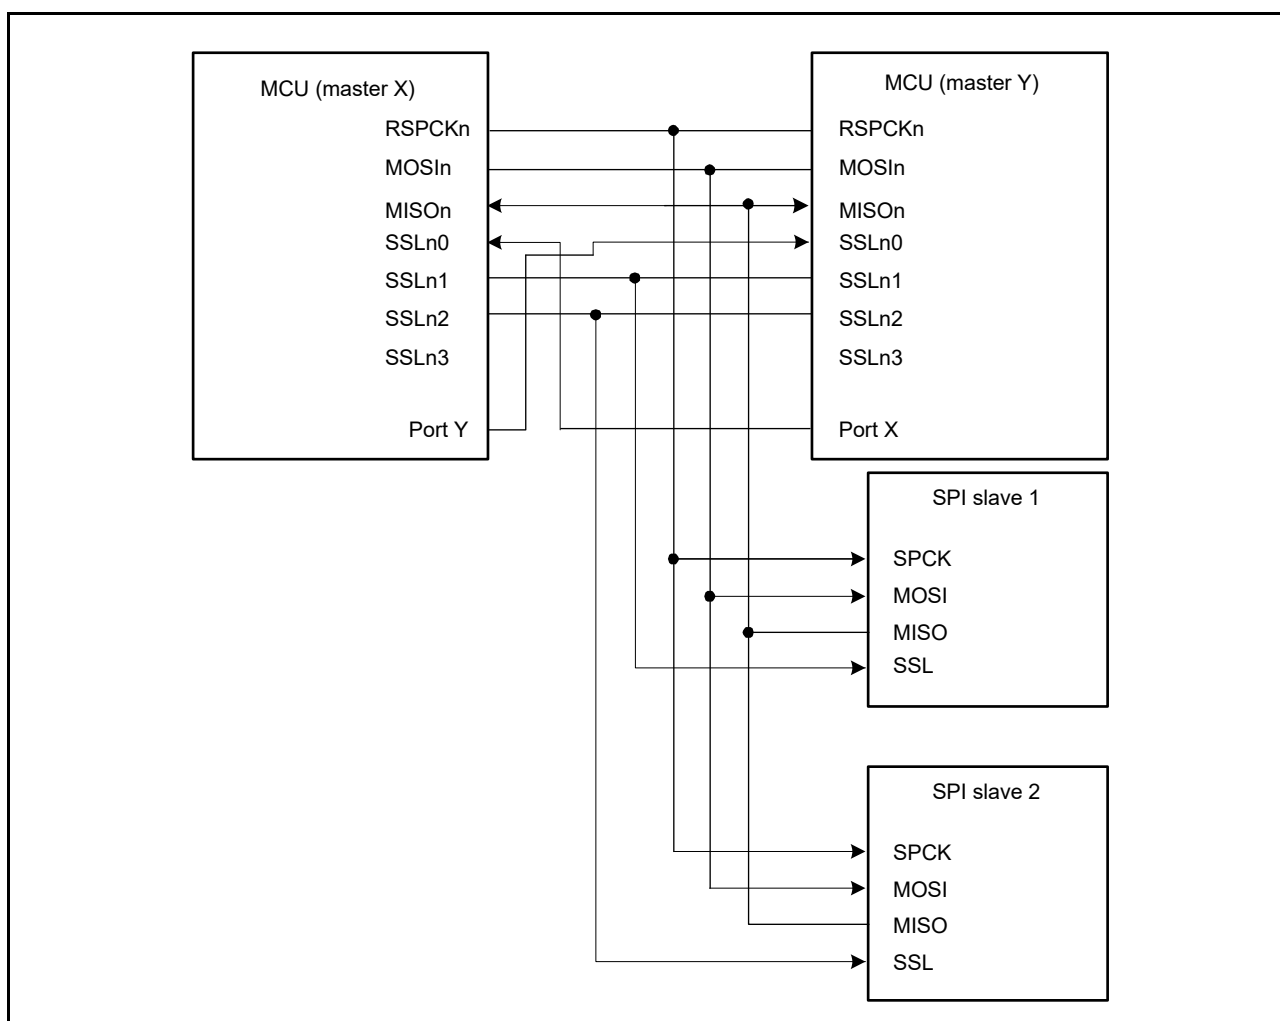 MCU (master X)
RSPCKn
MOSIn
MISOn
SSLn0
SSLn1
SSLn2
SSLn3
Port Y
MCU (master Y)
RSPCKn
MOSIn
MISOn
SSLn0
SSLn1
SSLn2
SSLn3
Port X
SPI slave 1
SPCK
MOSI
MISO
SSL
SPI slave 2
SPCK
MOSI
MISO
SSL